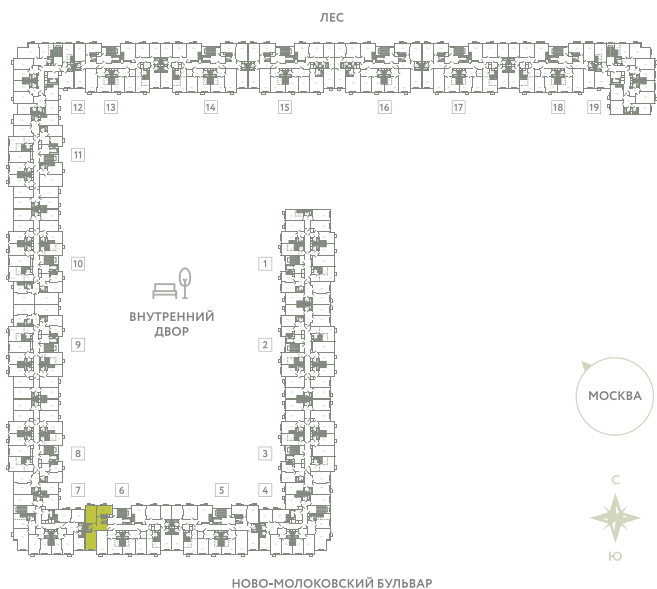 ЛЕС
12 13 14 15 16 17 18 19
11
10 1
ВНУТРЕННИЙ
ДВОР
9 2
МОСКВА
8 3
С
7 6 5 4
Ю
НОВО-МОЛОКОВСКИЙ БУЛЬВАР